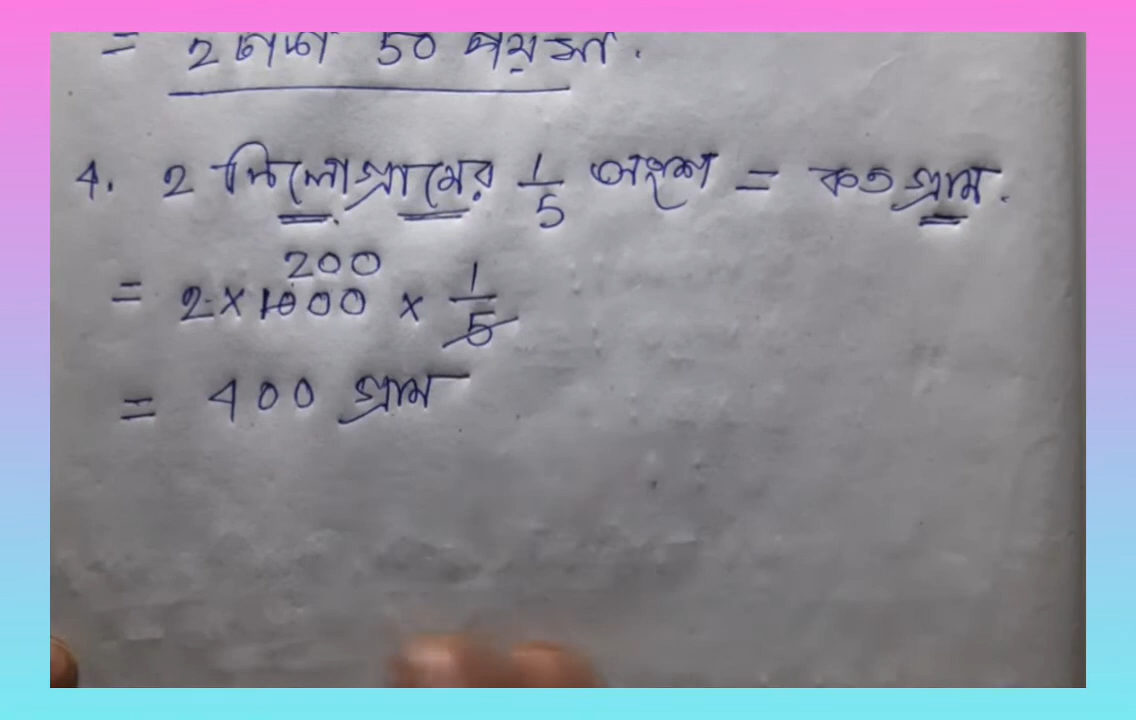 = 2 টাকা 50 পয়সা.
4. 2 কিলোগ্রামের 1/5 অংশ = কত গ্রাম.
200
= 2 × 1000 × 1/5
= 400 গ্রাম